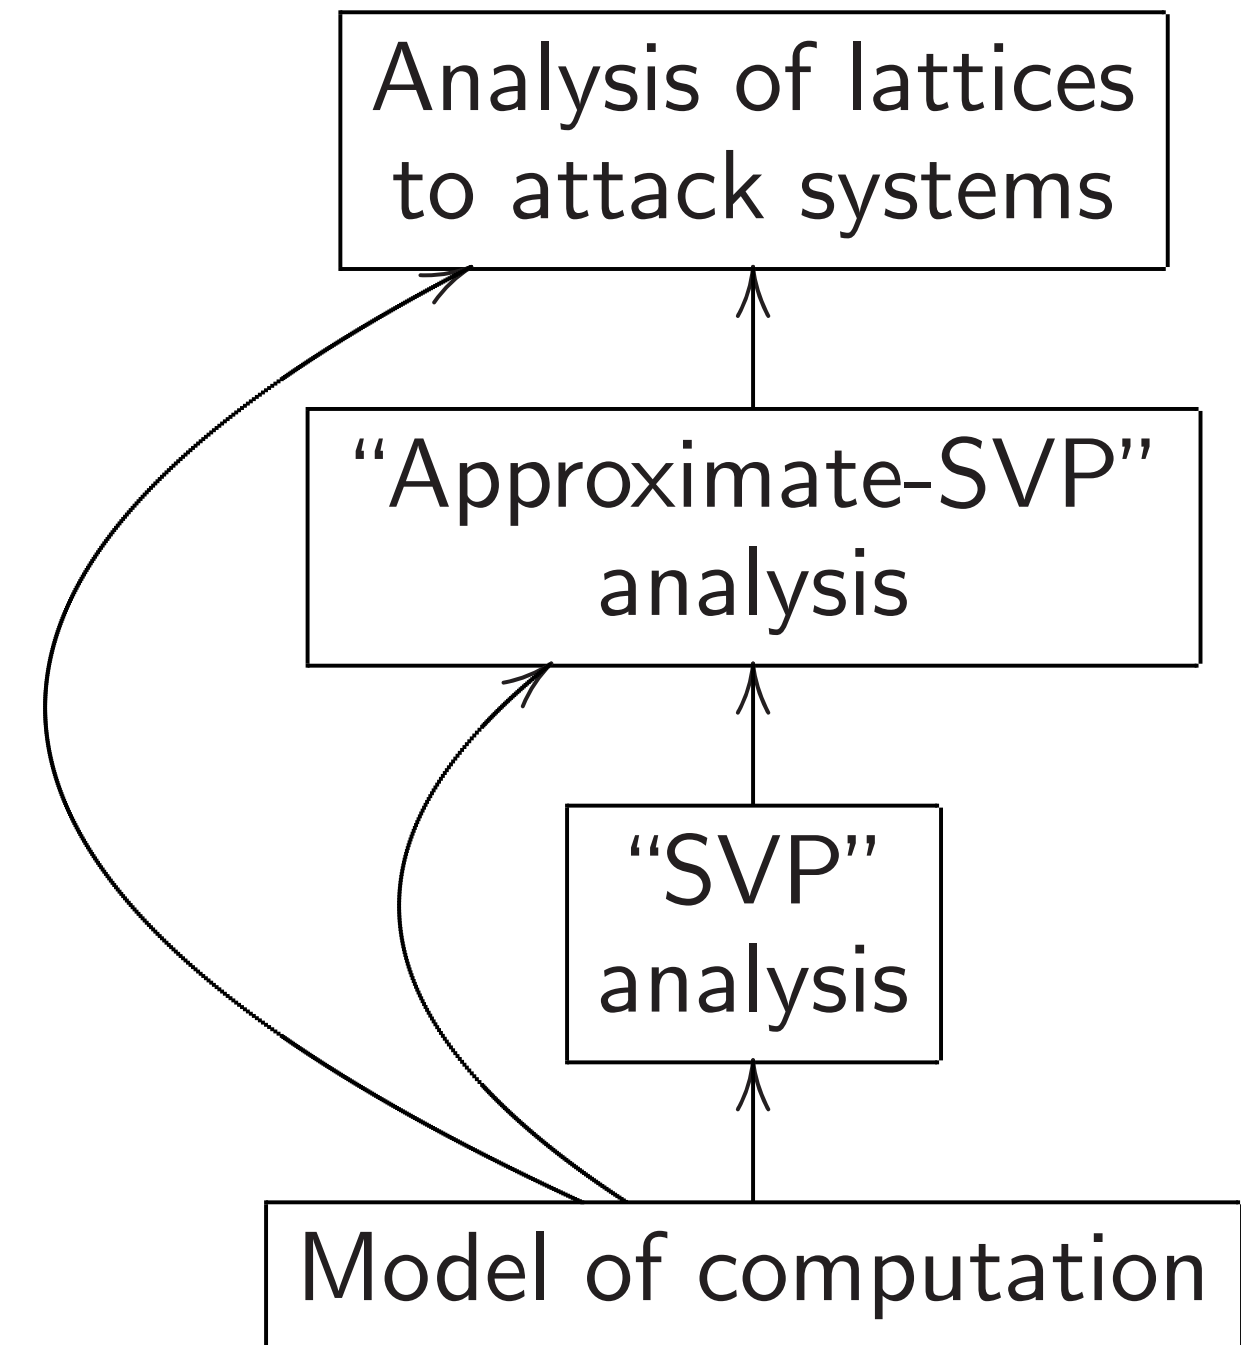 Analysis of lattices
to attack systems
“Approximate-SVP”
analysis
“SVP”
analysis
Model of computation